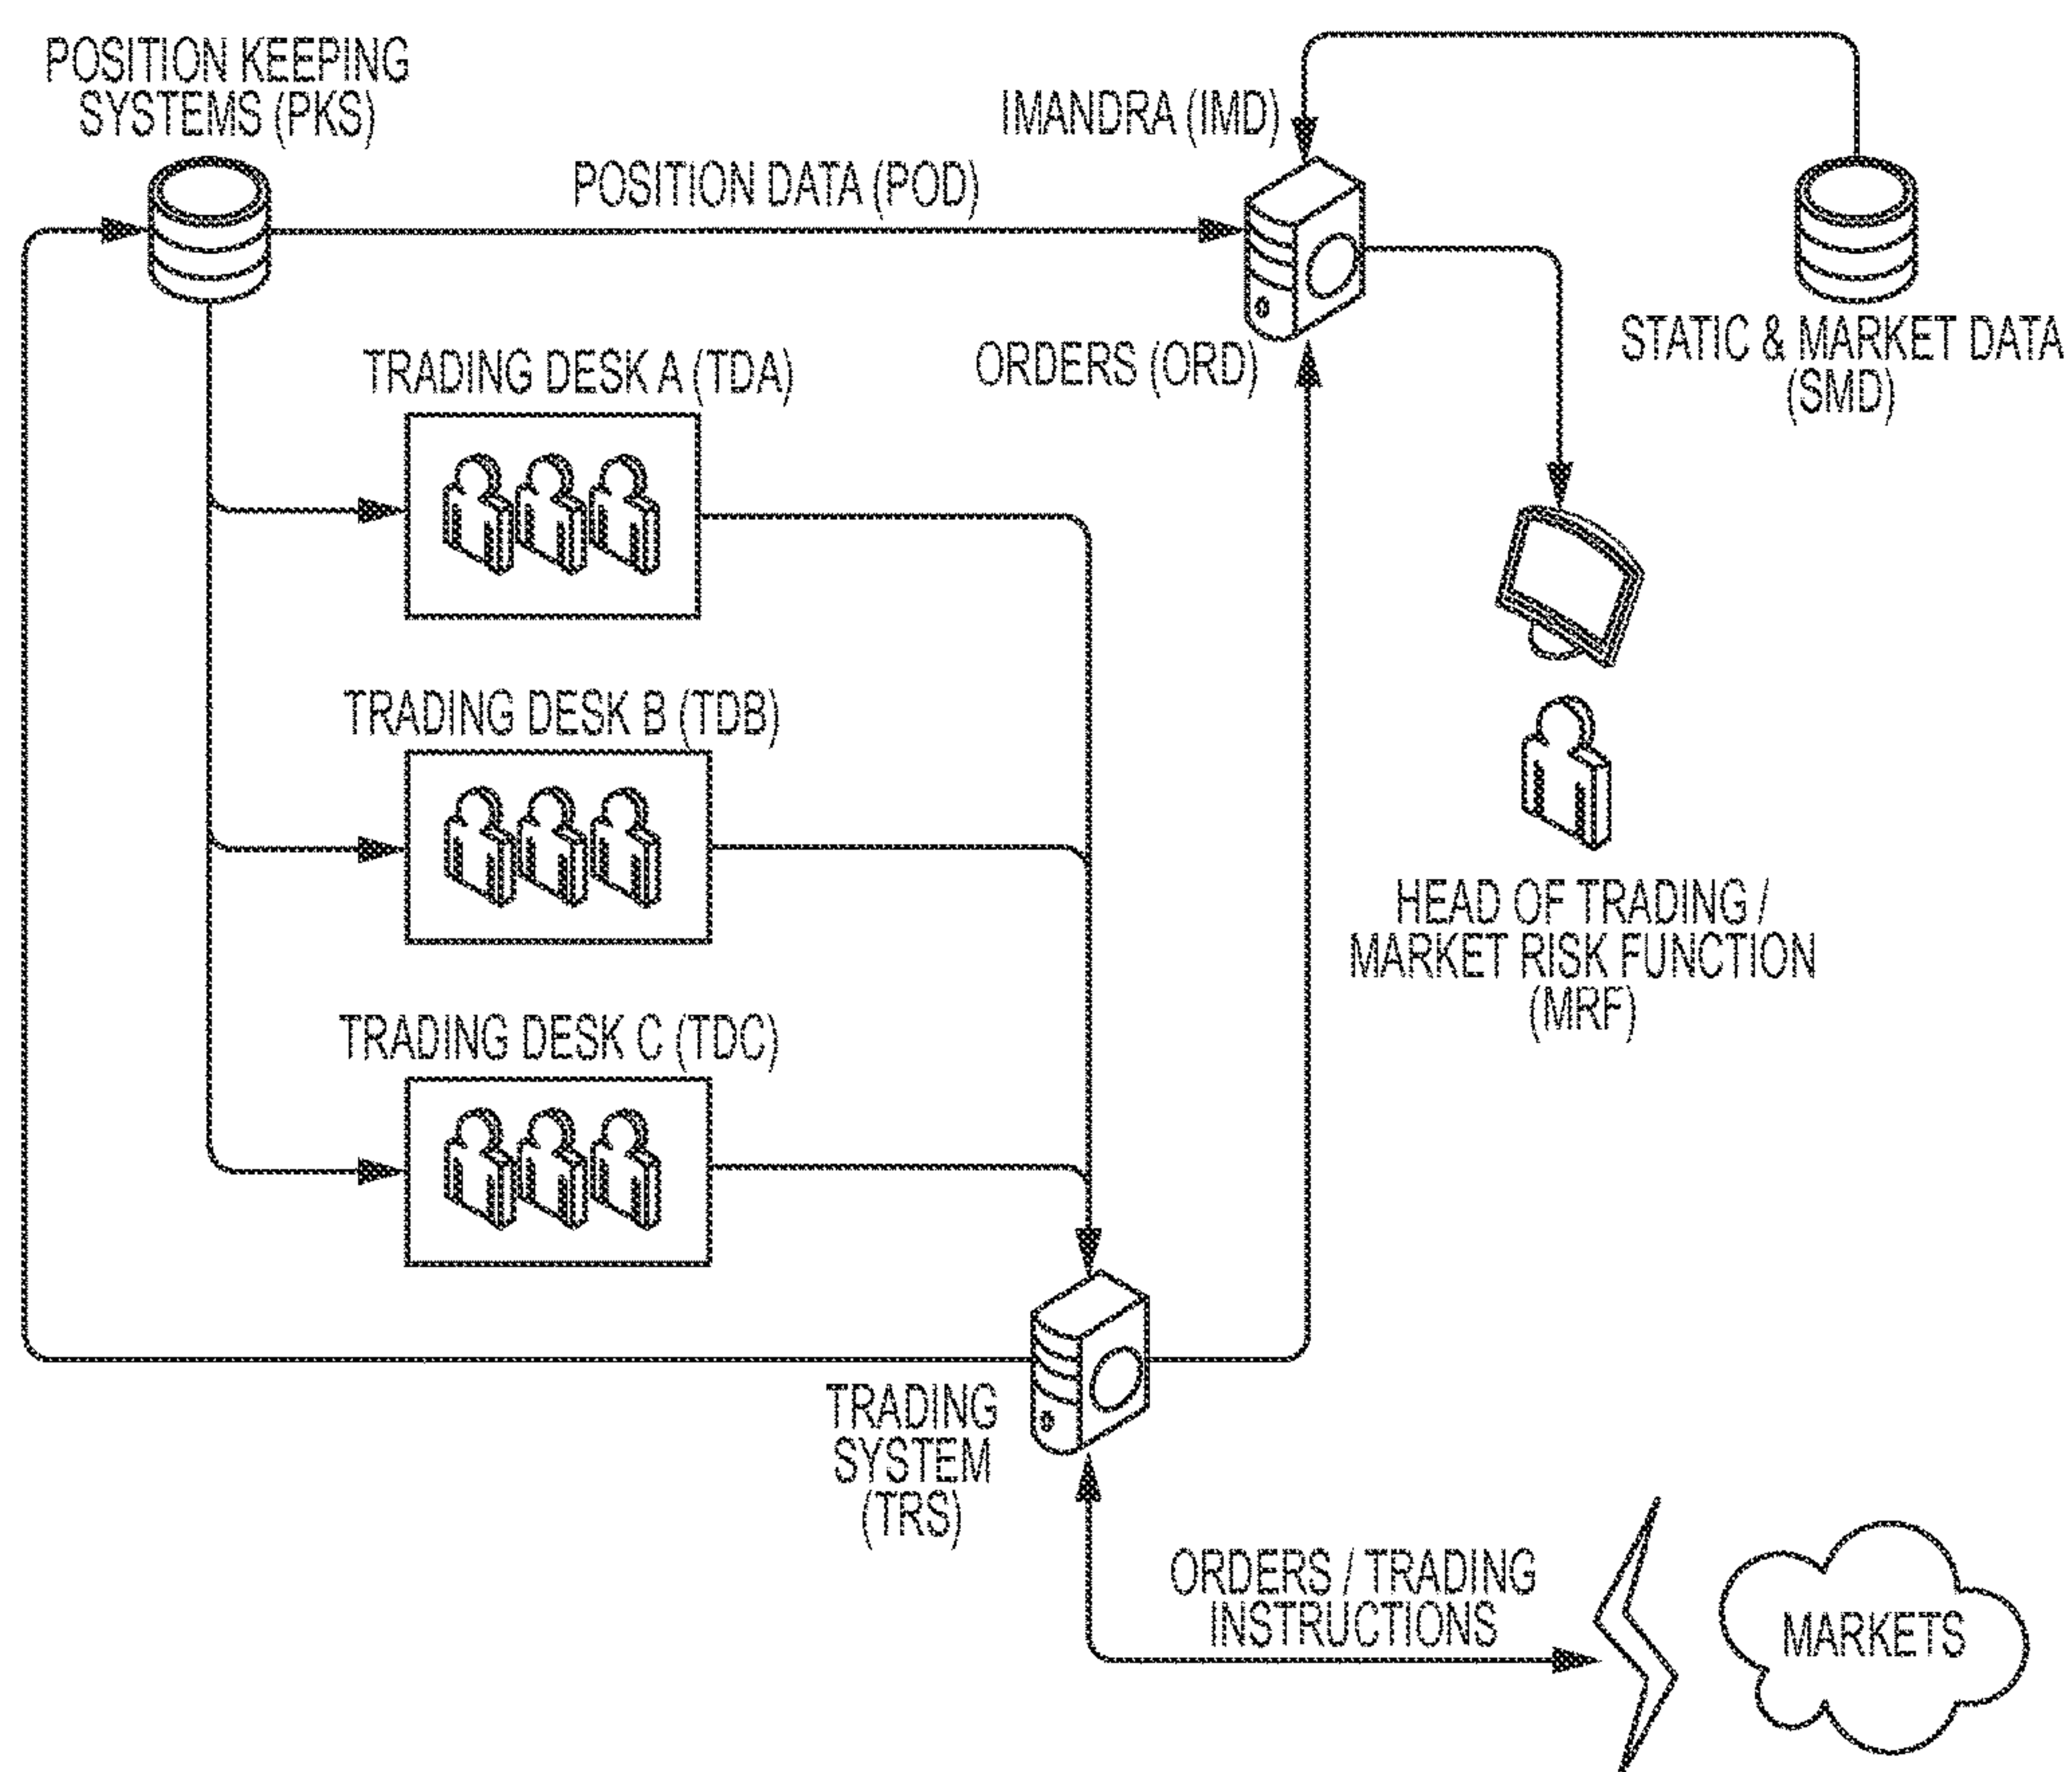 POSITION KEEPING
SYSTEMS (PKS)
IMANDRA (IMD)
POSITION DATA (POD)
STATIC & MARKET DATA
(SMD)
TRADING DESK A (TDA)
ORDERS (ORD)
TRADING DESK B (TDB)
HEAD OF TRADING /
MARKET RISK FUNCTION
(MRF)
TRADING DESK C (TDC)
TRADING
SYSTEM
(TRS)
ORDERS / TRADING
INSTRUCTIONS
MARKETS